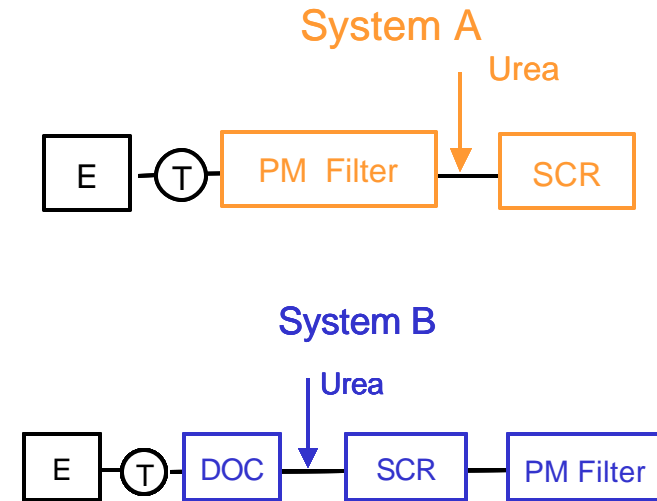 System A
Urea
E
T
PM Filter
SCR
System B
Urea
E
T
DOC
SCR
PM Filter